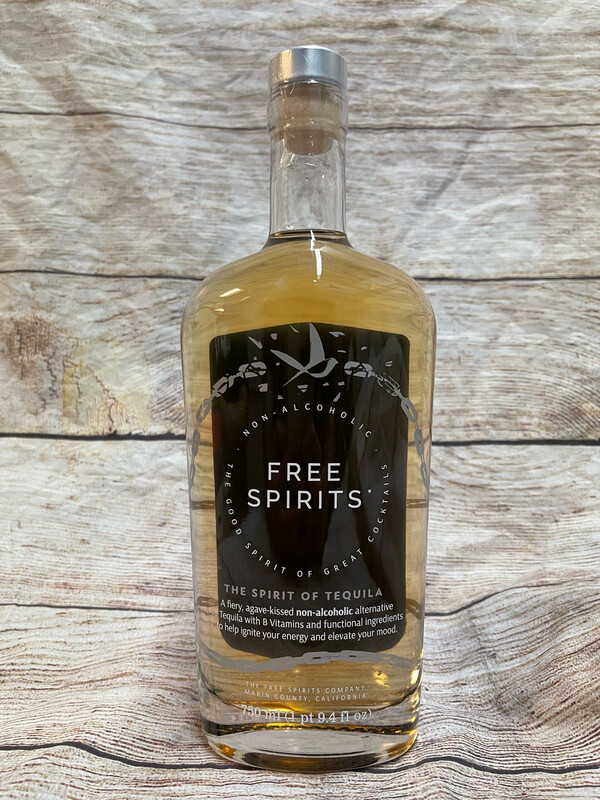 · NON-ALCOHOLIC ·
FREE
SPIRITS
THE GOOD SPIRIT OF GREAT COCKTAILS
THE SPIRIT OF TEQUILA
A fiery, agave-kissed non-alcoholic alternative
Tequila with B Vitamins and functional ingredients
o help ignite your energy and elevate your mood.
THE FREE SPIRITS COMPANY
MARIN COUNTY, CALIFORNIA
750 ml (1 pt 9.4 fl oz)